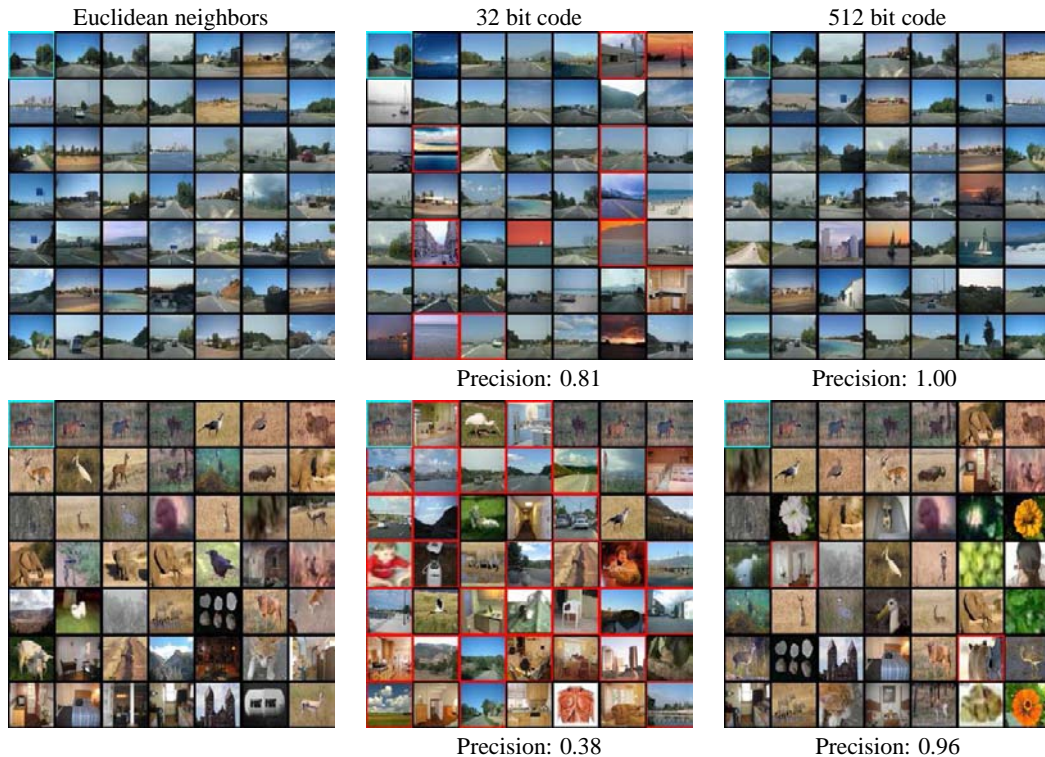 Euclidean neighbors
32 bit code
512 bit code
Precision: 0.81
Precision: 1.00
Precision: 0.38
Precision: 0.96